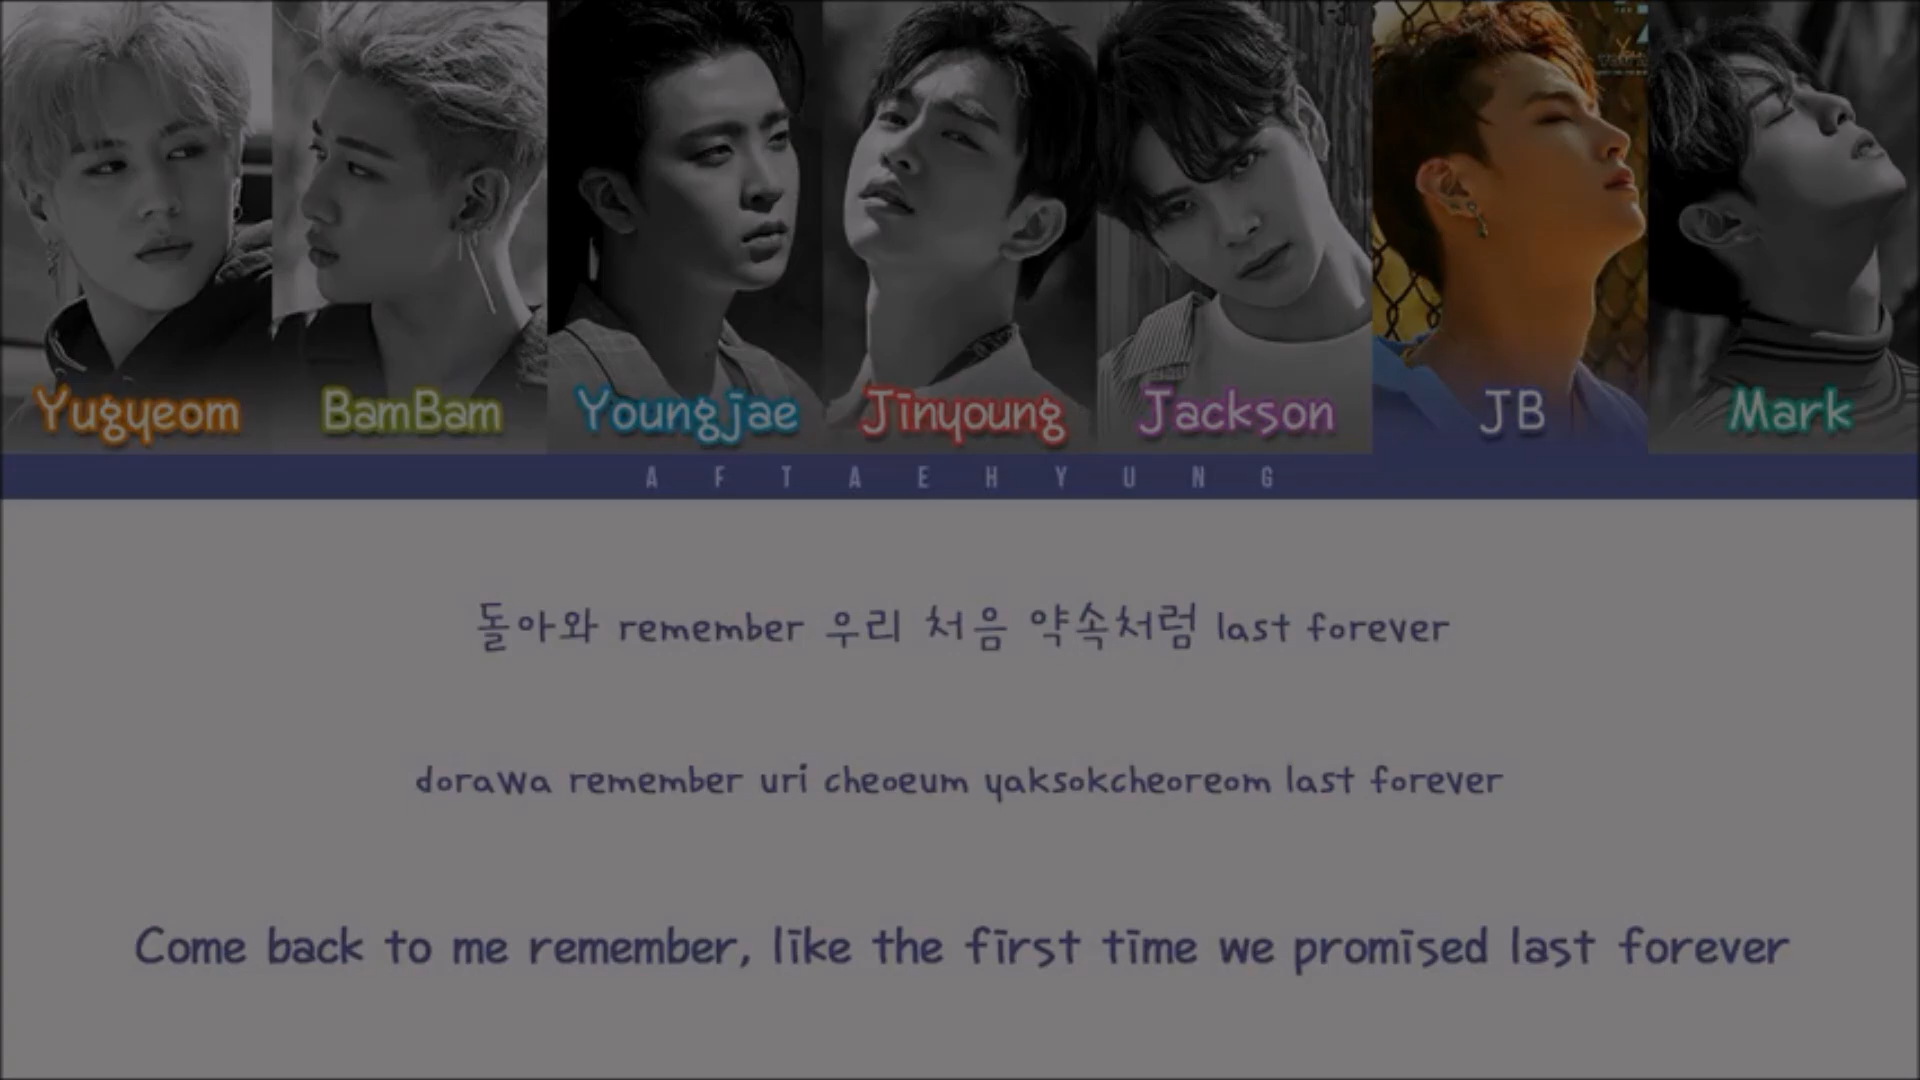 Yugyeom BamBam Youngjae Jinyoung Jackson JB Mark
AFTAEHYUNG
돌아와 remember 우리 처음 약속처럼 last forever
dorawa remember uri cheoeum yaksokcheoreom last forever
Come back to me remember, like the first time we promised last forever